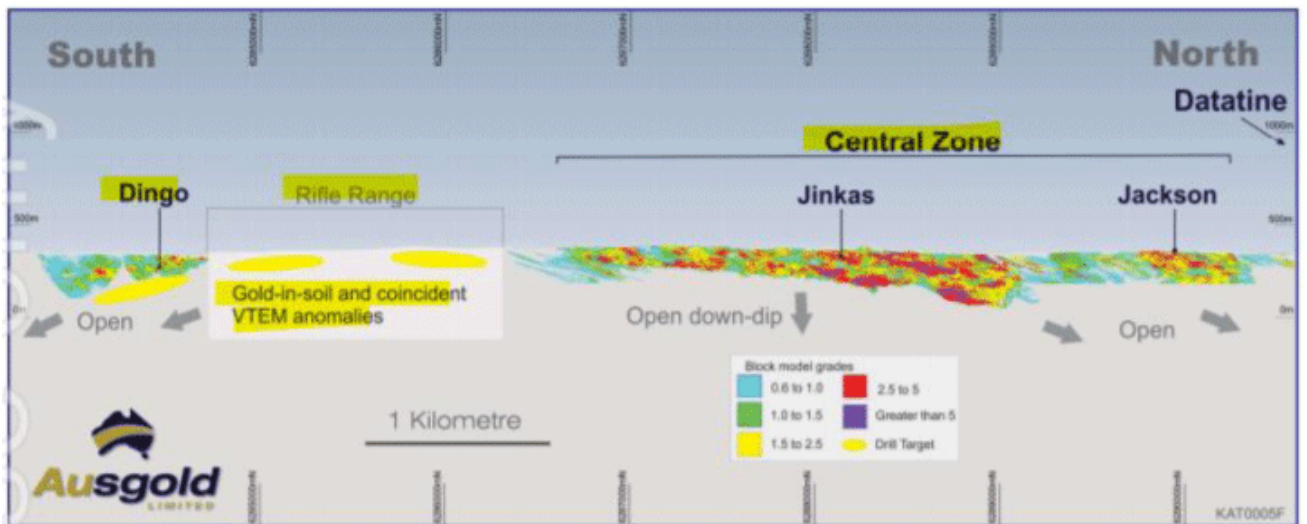 South
North
Datatine
1000m
1000m
Central Zone
Dingo
Rifle Range
Jinkas
Jackson
500m
500m
Gold-in-soil and coincident
VTEM anomalies
0m
Open
Open down-dip
Open
0m
Block model grades
0.6 to 1.0
2.5 to 5
1.0 to 1.5
Greater than 5
1.5 to 2.5
Drill Target
1 Kilometre
Ausgold
LIMITED
KAT0005F